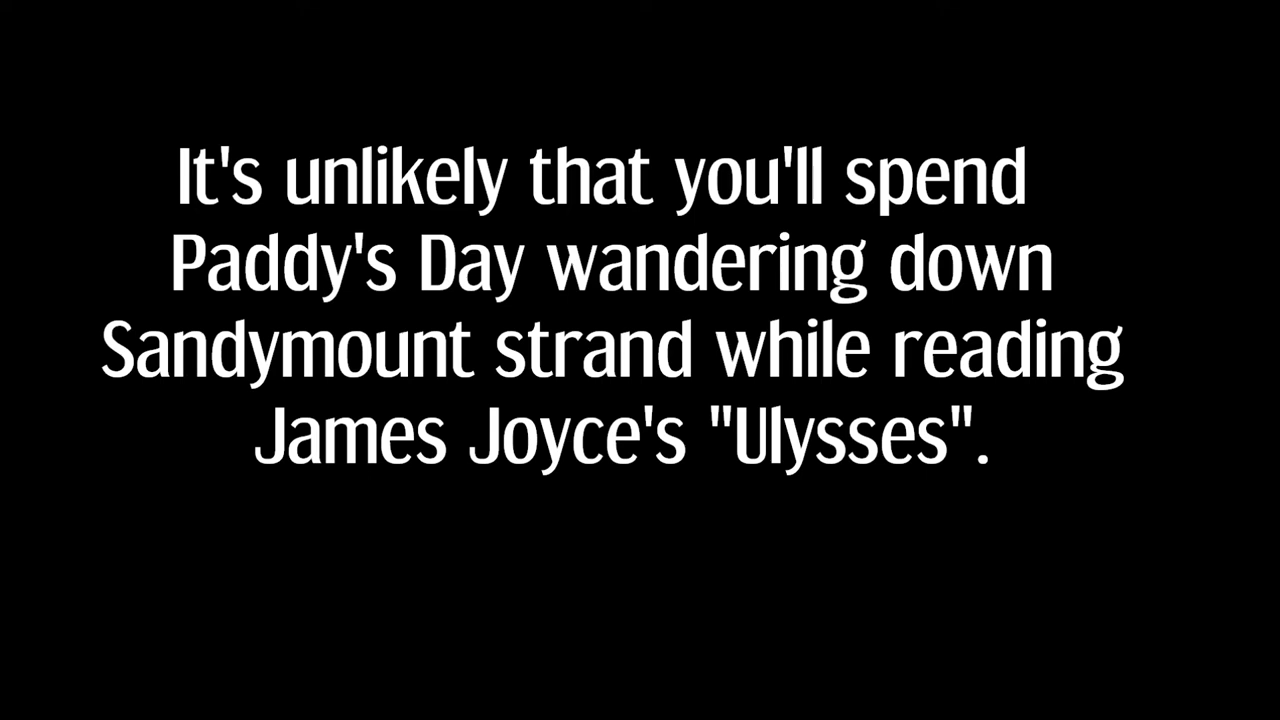 It's unlikely that you'll spend
Paddy's Day wandering down
Sandymount strand while reading
James Joyce's "Ulysses".